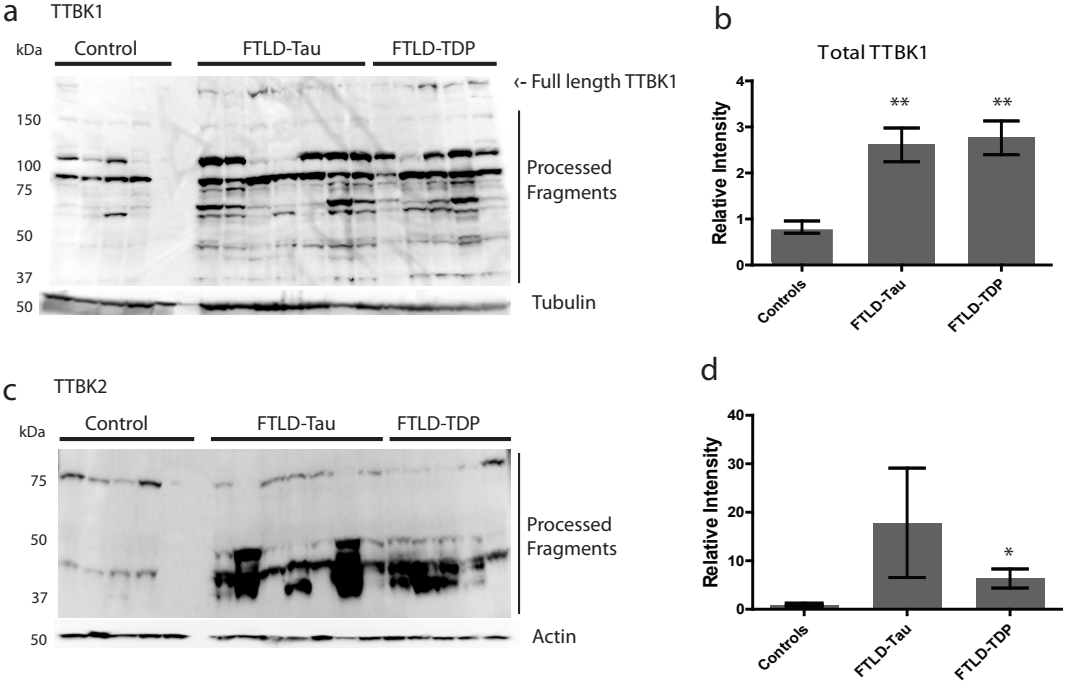 a
TTBK1
kDa
Control
FTLD-Tau
FTLD-TDP
<- Full length TTBK1
150
100
75
50
37
Processed
Fragments
50
Tubulin
b
Total TTBK1
Relative Intensity
4
3
2
1
0
**
**
Controls
FTLD-Tau
FTLD-TDP
c
TTBK2
kDa
Control
FTLD-Tau
FTLD-TDP
75
50
37
Processed
Fragments
50
Actin
d
Relative Intensity
40
30
20
10
0
*
Controls
FTLD-Tau
FTLD-TDP